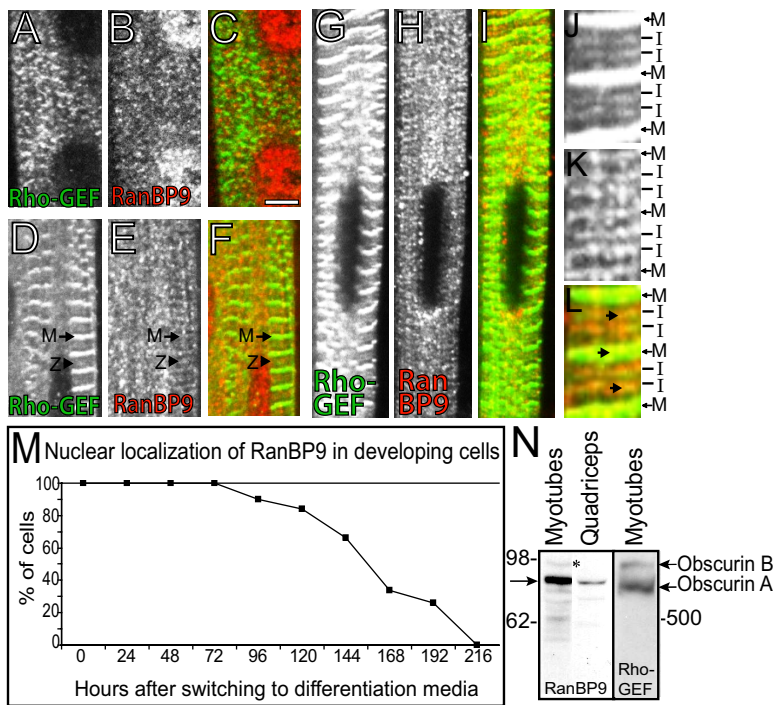 A B C G H I J
M
I
I
M
I
I
M
Rho-GEF RanBP9
K
M
I
I
M
I
I
M
D E F
M M M
Z Z Z
Rho-GEF RanBP9
Rho-
GEF
Ran
BP9
L
M
I
I
M
I
I
M
M Nuclear localization of RanBP9 in developing cells
% of cells
100
80
60
40
20
0
0 24 48 72 96 120 144 168 192 216
Hours after switching to differentiation media
N
Myotubes Quadriceps Myotubes
98-
*
62-
Obscurin B
Obscurin A
-500
RanBP9
Rho-
GEF